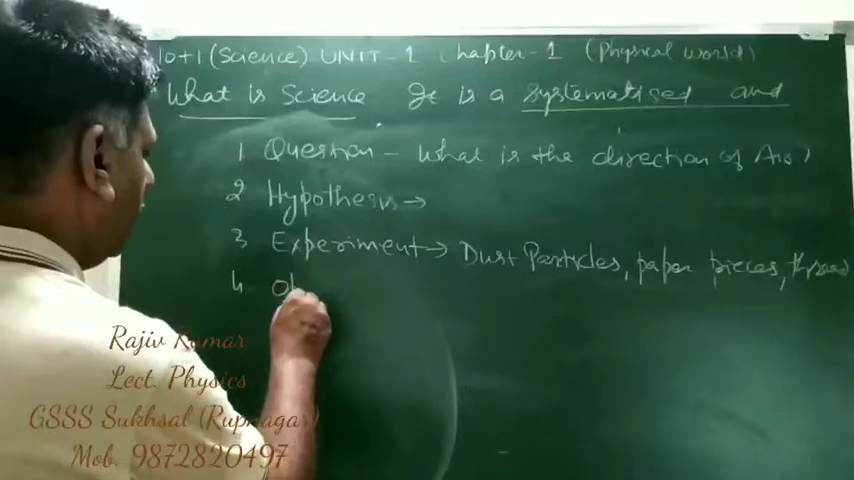 10+1 (Science) UNIT-1 Chapter-1 (Physical World)
What is Science It is a systematised and
1 Question - What is the direction of Air ?
2 Hypothesis →
3 Experiment → Dust Particles, paper pieces, thread
4 Ob
Rajiv Kumar
Lect. Physics
GSSS Sukhsal (Rupnagar)
Mob. 9872820497